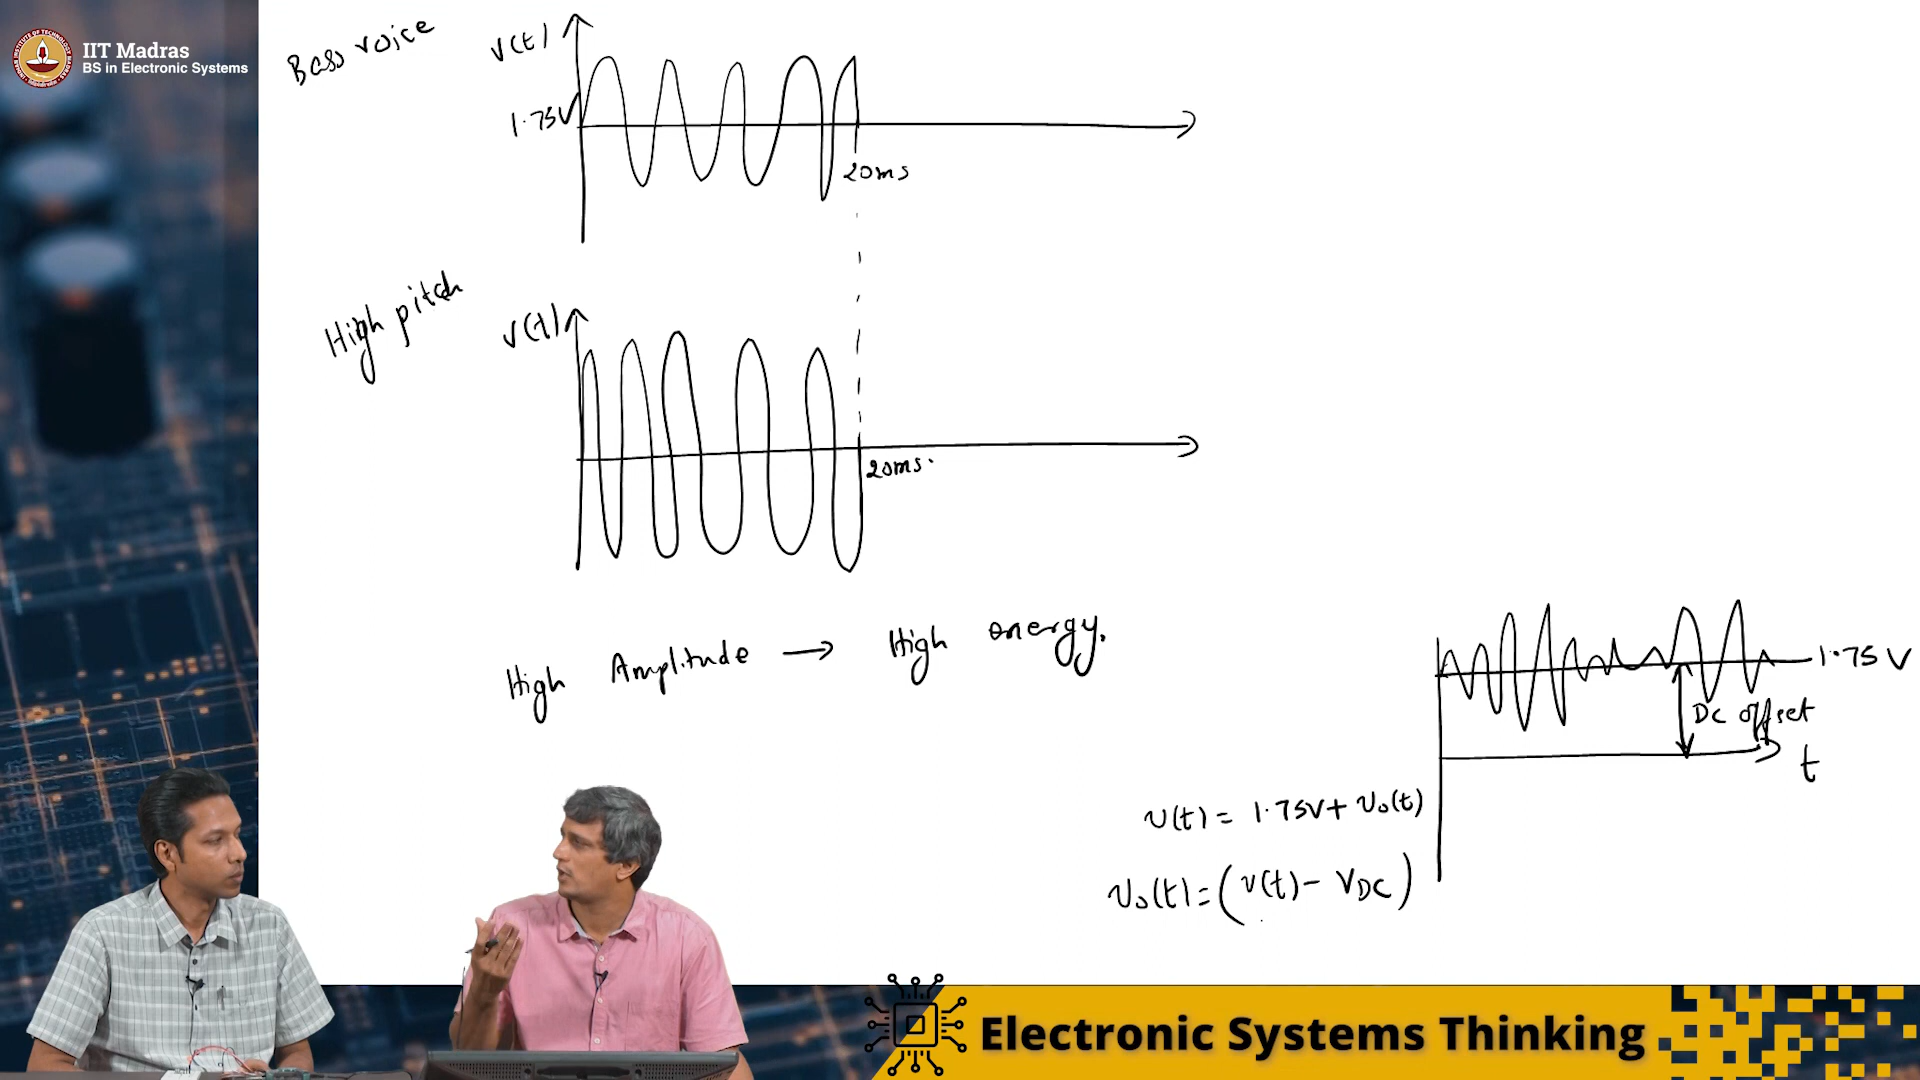 IIT Madras
BS in Electronic Systems
Bass voice
v(t)
1.75V
20ms
High pitch
v(t)
20ms.
High Amplitude → High energy.
1.75 V
DC offset
t
v(t) = 1.75V + v₀(t)
v₀(t) = (v(t) - VDC)
Electronic Systems Thinking